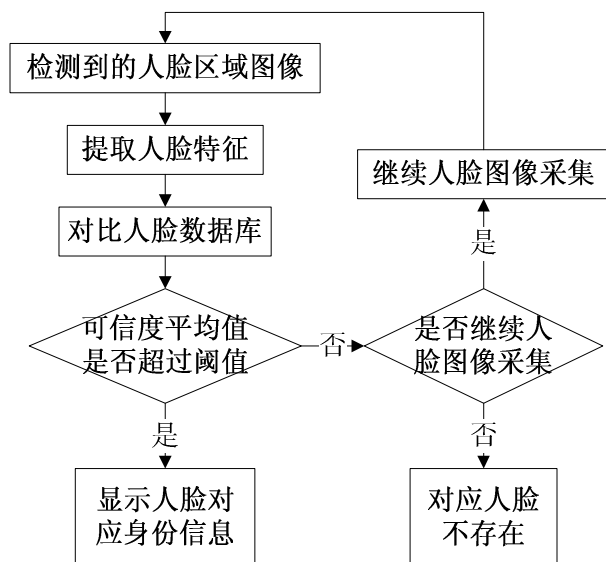 检测到的人脸区域图像
提取人脸特征
继续人脸图像采集
对比人脸数据库
是
可信度平均值
是否超过阈值
否
是否继续人
脸图像采集
是
否
显示人脸对
应身份信息
对应人脸
不存在